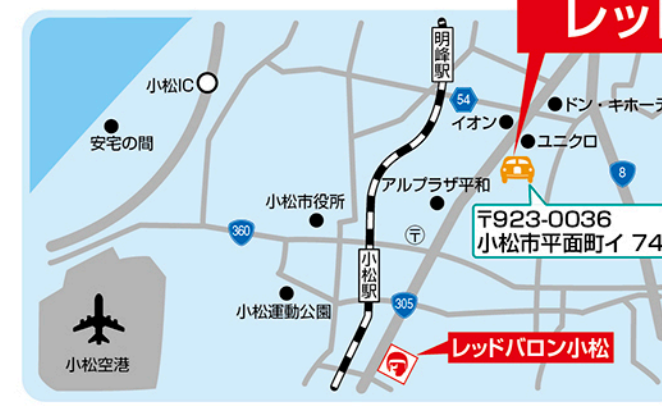 レッ
明峰駅
小松IC
54
ドン・キホーテ
イオン
安宅の間
ユニクロ
8
アルプラザ平和
小松市役所
〒923-0036
小松市平面町イ 74
360
〒
小松駅
305
小松運動公園
レッドバロン小松
小松空港